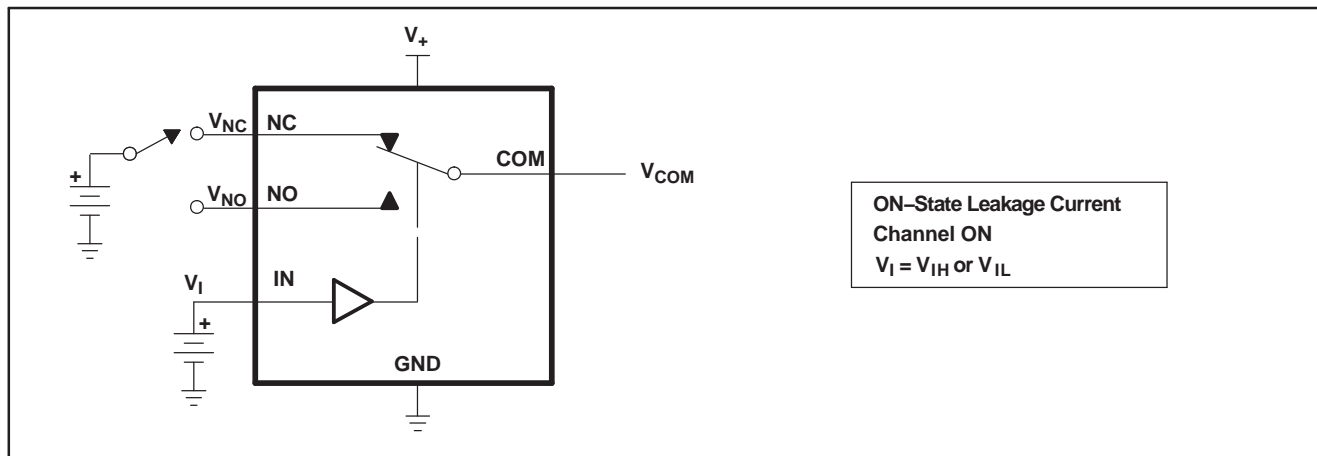 V+
VNC NC
+
COM
VCOM
VNO NO
VI IN
+
GND
ON–State Leakage Current
Channel ON
VI = VIH or VIL